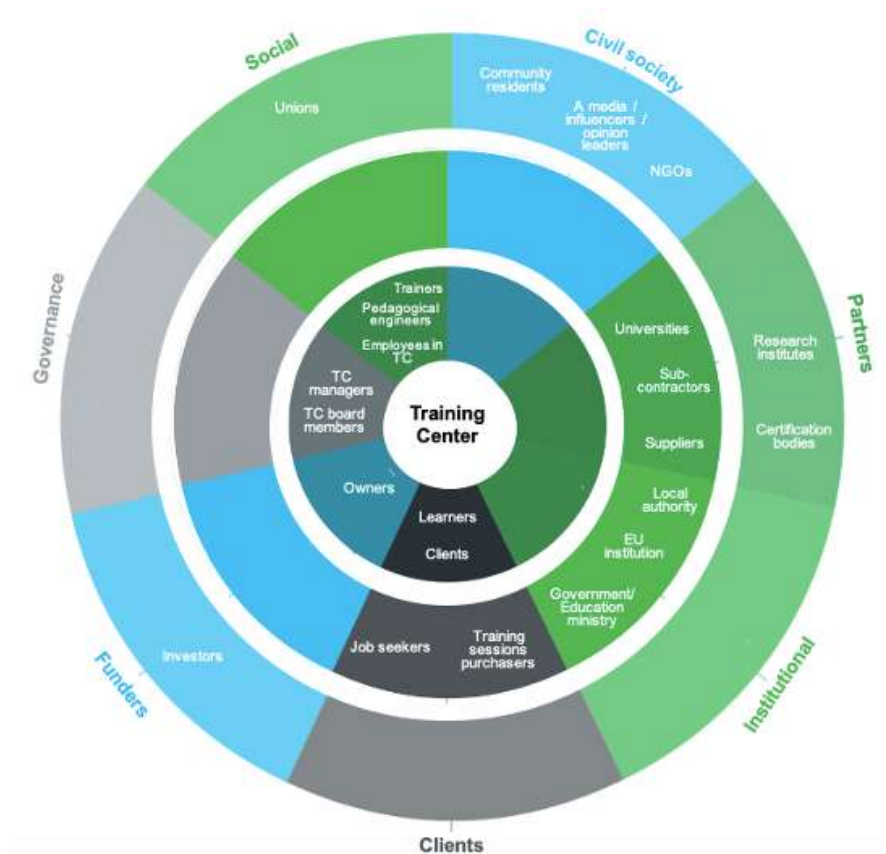 Social
Civil society
Community
residents
A media /
influencers /
opinion
leaders
NGOs
Unions
Governance
Partners
Trainers
Pedagogical
engineers
Employees in
TC
Universities
Sub-
contractors
Suppliers
Research
institutes
Certification
bodies
TC
managers
TC board
members
Training
Center
Owners
Learners
Clients
Local
authority
EU
institution
Government/
Education
ministry
Job seekers
Training
sessions
purchasers
Investors
Funders
Institutional
Clients